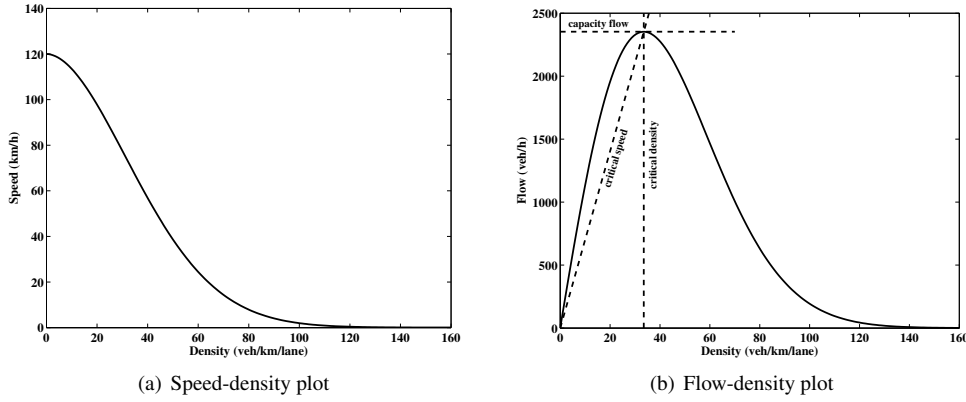 140
120
100
80
60
40
20
0
Speed (km/h)
0 20 40 60 80 100 120 140 160
Density (veh/km/lane)
(a) Speed-density plot
2500
2000
1500
1000
500
0
Flow (veh/h)
capacity flow
critical speed
critical density
0 20 40 60 80 100 120 140 160
Density (veh/km/lane)
(b) Flow-density plot